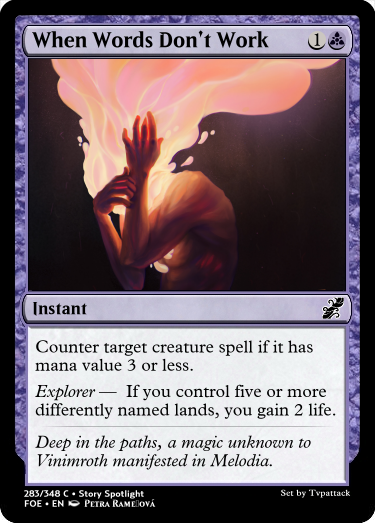 When Words Don't Work 1
Instant
Counter target creature spell if it has
mana value 3 or less.
Explorer — If you control five or more
differently named lands, you gain 2 life.
Deep in the paths, a magic unknown to
Vinimroth manifested in Melodia.
283/348 C • Story Spotlight
Set by Tvpattack
FOE • EN PETRA